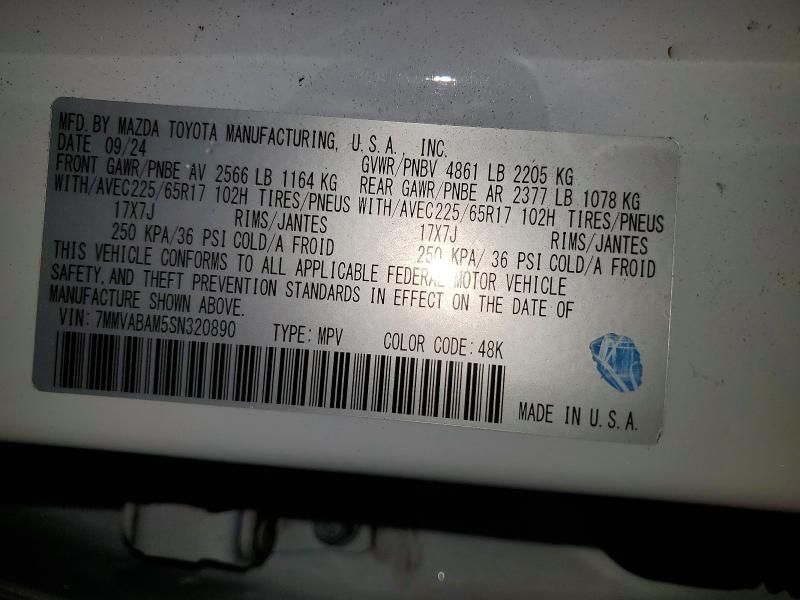 MFD. BY MAZDA TOYOTA MANUFACTURING, U.S.A., INC.
DATE 09/24 GVWR/PNBV 4861 LB 2205 KG
FRONT GAWR/PNBE AV 2566 LB 1164 KG REAR GAWR/PNBE AR 2377 LB 1078 KG
WITH/AVEC225/65R17 102H TIRES/PNEUS WITH/AVEC225/65R17 102H TIRES/PNEUS
17X7J RIMS/JANTES 17X7J RIMS/JANTES
250 KPA/36 PSI COLD/A FROID 250 KPA/ 36 PSI COLD/A FROID
THIS VEHICLE CONFORMS TO ALL APPLICABLE FEDERAL MOTOR VEHICLE
SAFETY, AND THEFT PREVENTION STANDARDS IN EFFECT ON THE DATE OF
MANUFACTURE SHOWN ABOVE.
VIN: 7MMVABAM5SN320890 TYPE: MPV COLOR CODE: 48K
MADE IN U.S.A.